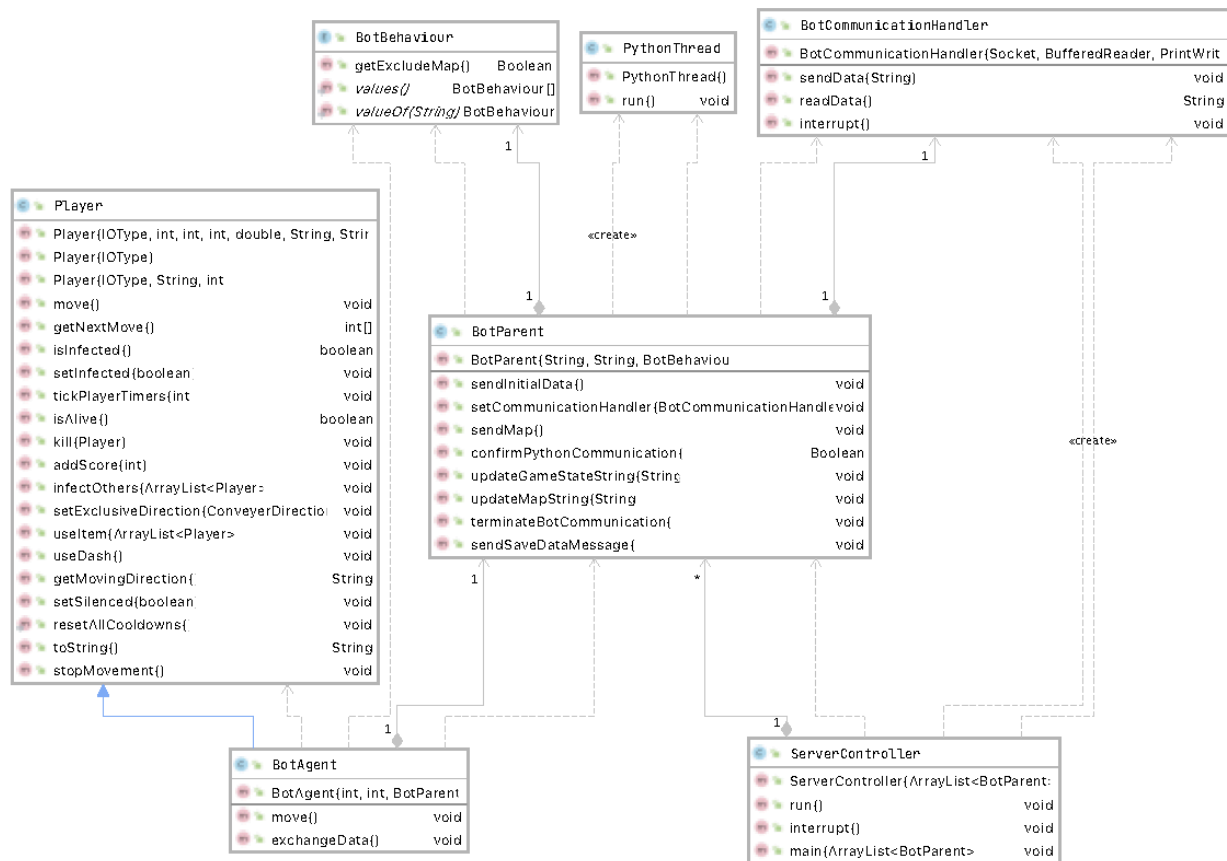 BotBehaviour
getExcludeMap() Boolean
values() BotBehaviour[]
valueOf(String) BotBehaviour
PythonThread
PythonThread()
run() void
BotCommunicationHandler
BotCommunicationHandler(Socket, BufferedReader, PrintWrit
sendData(String) void
readData() String
interrupt() void
1
1
«create»
Player
Player(IOType, int, int, int, double, String, Strin
Player(IOType)
Player(IOType, String, int
move() void
getNextMove() int[]
isInfected() boolean
setInfected(boolean void
tickPlayerTimers(int void
isAlive() boolean
kill(Player) void
addScore(int) void
infectOthers(ArrayList<Player> void
setExclusiveDirection(ConveyerDirectio void
useItem(ArrayList<Player> void
useDash() void
getMovingDirection( String
setSilenced(boolean void
resetAllCooldowns( void
toString() String
stopMovement() void
1
1
BotParent
BotParent(String, String, BotBehaviou
sendInitialData() void
setCommunicationHandler(BotCommunicationHandle void
sendMap() void
confirmPythonCommunication( Boolean
updateGameStateString(String void
updateMapString(String void
terminateBotCommunication( void
sendSaveDataMessage( void
«create»
1
*
1
1
BotAgent
BotAgent(int, int, BotParent
move() void
exchangeData() void
ServerController
ServerController(ArrayList<BotParent>
run() void
interrupt() void
main(ArrayList<BotParent> void